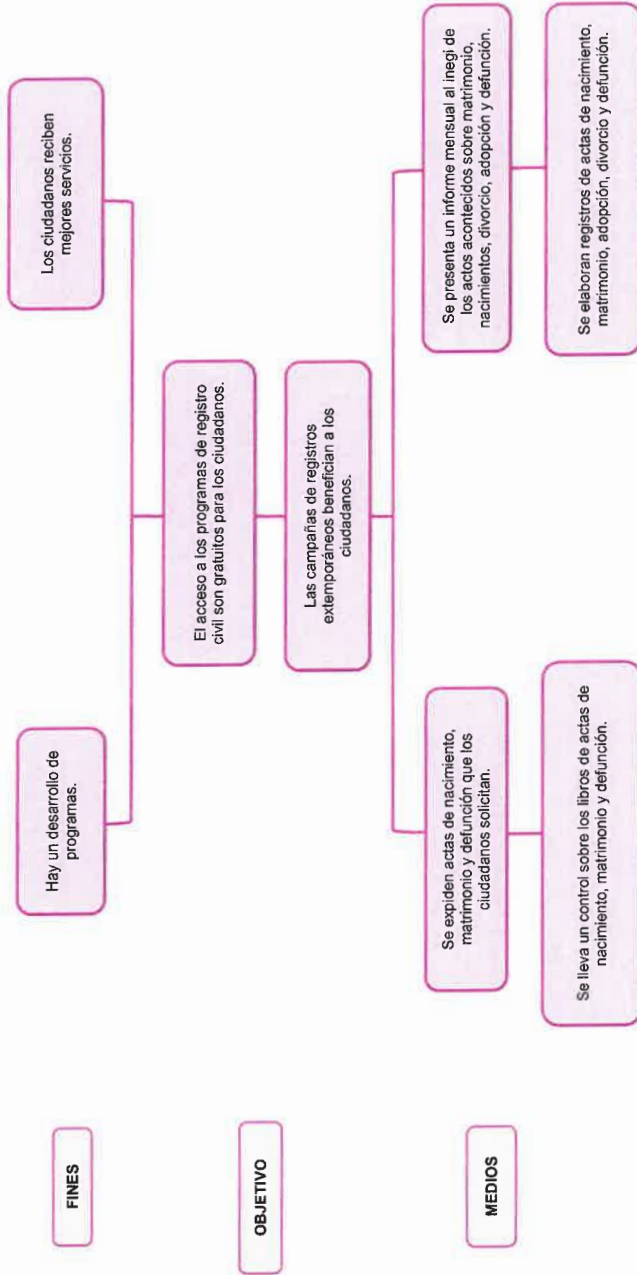 FINES
Hay un desarrollo de
programas.
Los ciudadanos reciben
mejores servicios.
OBJETIVO
El acceso a los programas de registro
civil son gratuitos para los ciudadanos.
Las campañas de registros
extemporáneos benefician a los
ciudadanos.
MEDIOS
Se expiden actas de nacimiento,
matrimonio y defunción que los
ciudadanos solicitan.
Se presenta un informe mensual al inegi de
los actos acontecidos sobre matrimonio,
nacimientos, divorcio, adopción y defunción.
Se lleva un control sobre los libros de actas de
nacimiento, matrimonio y defunción.
Se elaboran registros de actas de nacimiento,
matrimonio, adopción, divorcio y defunción.